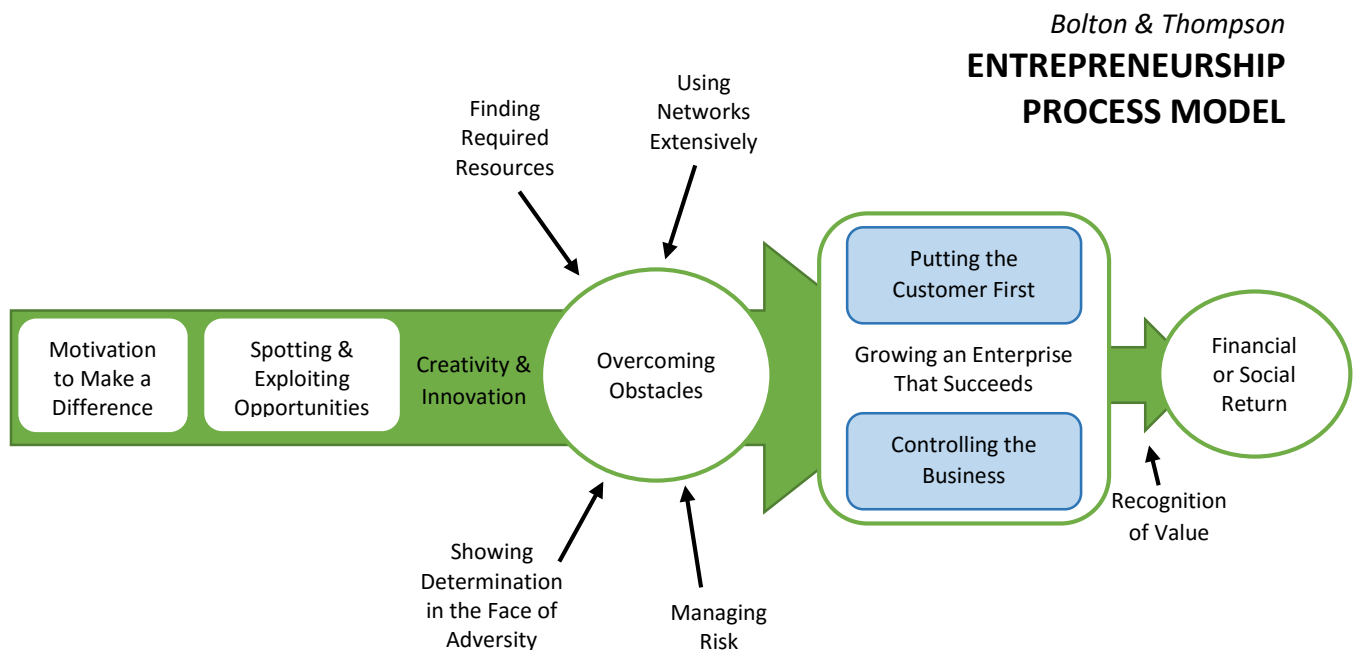 Bolton & Thompson
ENTREPRENEURSHIP
PROCESS MODEL
Finding
Required
Resources
Using
Networks
Extensively
Motivation
to Make a
Difference
Spotting &
Exploiting
Opportunities
Creativity &
Innovation
Overcoming
Obstacles
Putting the
Customer First
Growing an Enterprise
That Succeeds
Controlling the
Business
Financial
or Social
Return
Recognition
of Value
Showing
Determination
in the Face of
Adversity
Managing
Risk